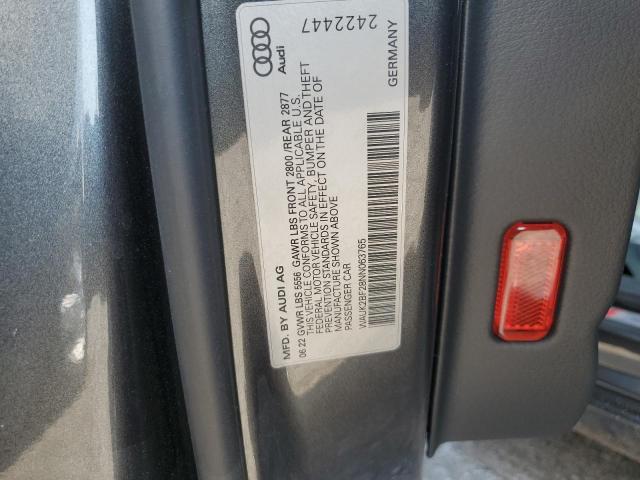 MFD. BY AUDI AG
06 22 GVWR LBS 5556 GAWR LBS FRONT 2800 /REAR 2877
THIS VEHICLE CONFORMS TO ALL APPLICABLE U.S.
FEDERAL MOTOR VEHICLE SAFETY, BUMPER AND THEFT
PREVENTION STANDARDS IN EFFECT ON THE DATE OF
MANUFACTURE SHOWN ABOVE
PASSENGER CAR
WAUK2BF28NN063765
Audi
GERMANY
2422447